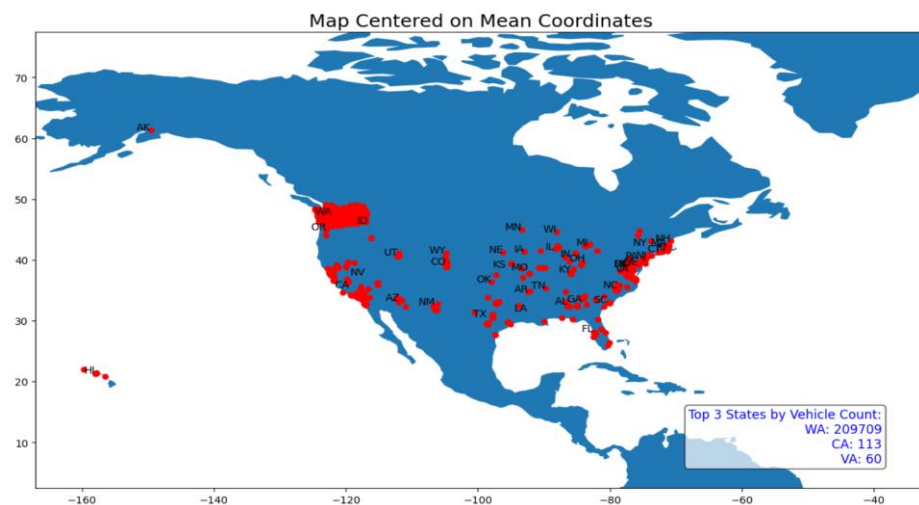 Map Centered on Mean Coordinates
70
60
50
40
30
20
10
AK
WA
ID
OR
MN
WI
MI
NY
NH
UT
WY
CO
NE
IA
IL
IN
OH
NV
CA
KS
MO
KY
VA
OK
AR
TN
NC
AZ
NM
TX
LA
AL
GA
SC
FL
HI
Top 3 States by Vehicle Count:
WA: 209709
CA: 113
VA: 60
−160
−140
−120
−100
−80
−60
−40